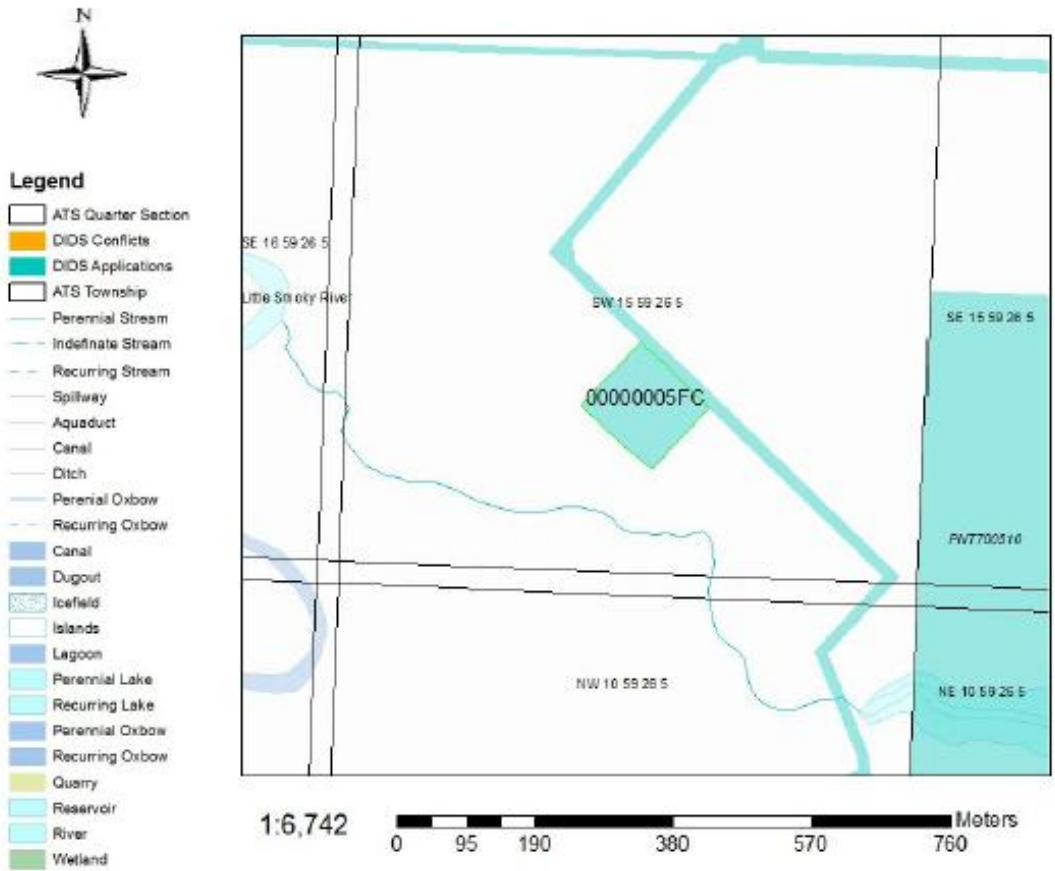 N
Legend
ATS Quarter Section
DIDS Conflicts
DIDS Applications
ATS Township
Perennial Stream
Indefinate Stream
Recurring Stream
Spillway
Aquaduct
Canal
Ditch
Perenial Oxbow
Recurring Oxbow
Canal
Dugout
Icefield
Islands
Lagoon
Perennial Lake
Recurring Lake
Perennial Oxbow
Recurring Oxbow
Quarry
Reservoir
River
Wetland
SE 16 59 26 5
Little Smoky River
SW 15 59 26 5
SE 15 59 26 5
00000005FC
PNT700510
NW 10 59 26 5
NE 10 59 26 5
1:6,742
Meters
0 95 190 380 570 760